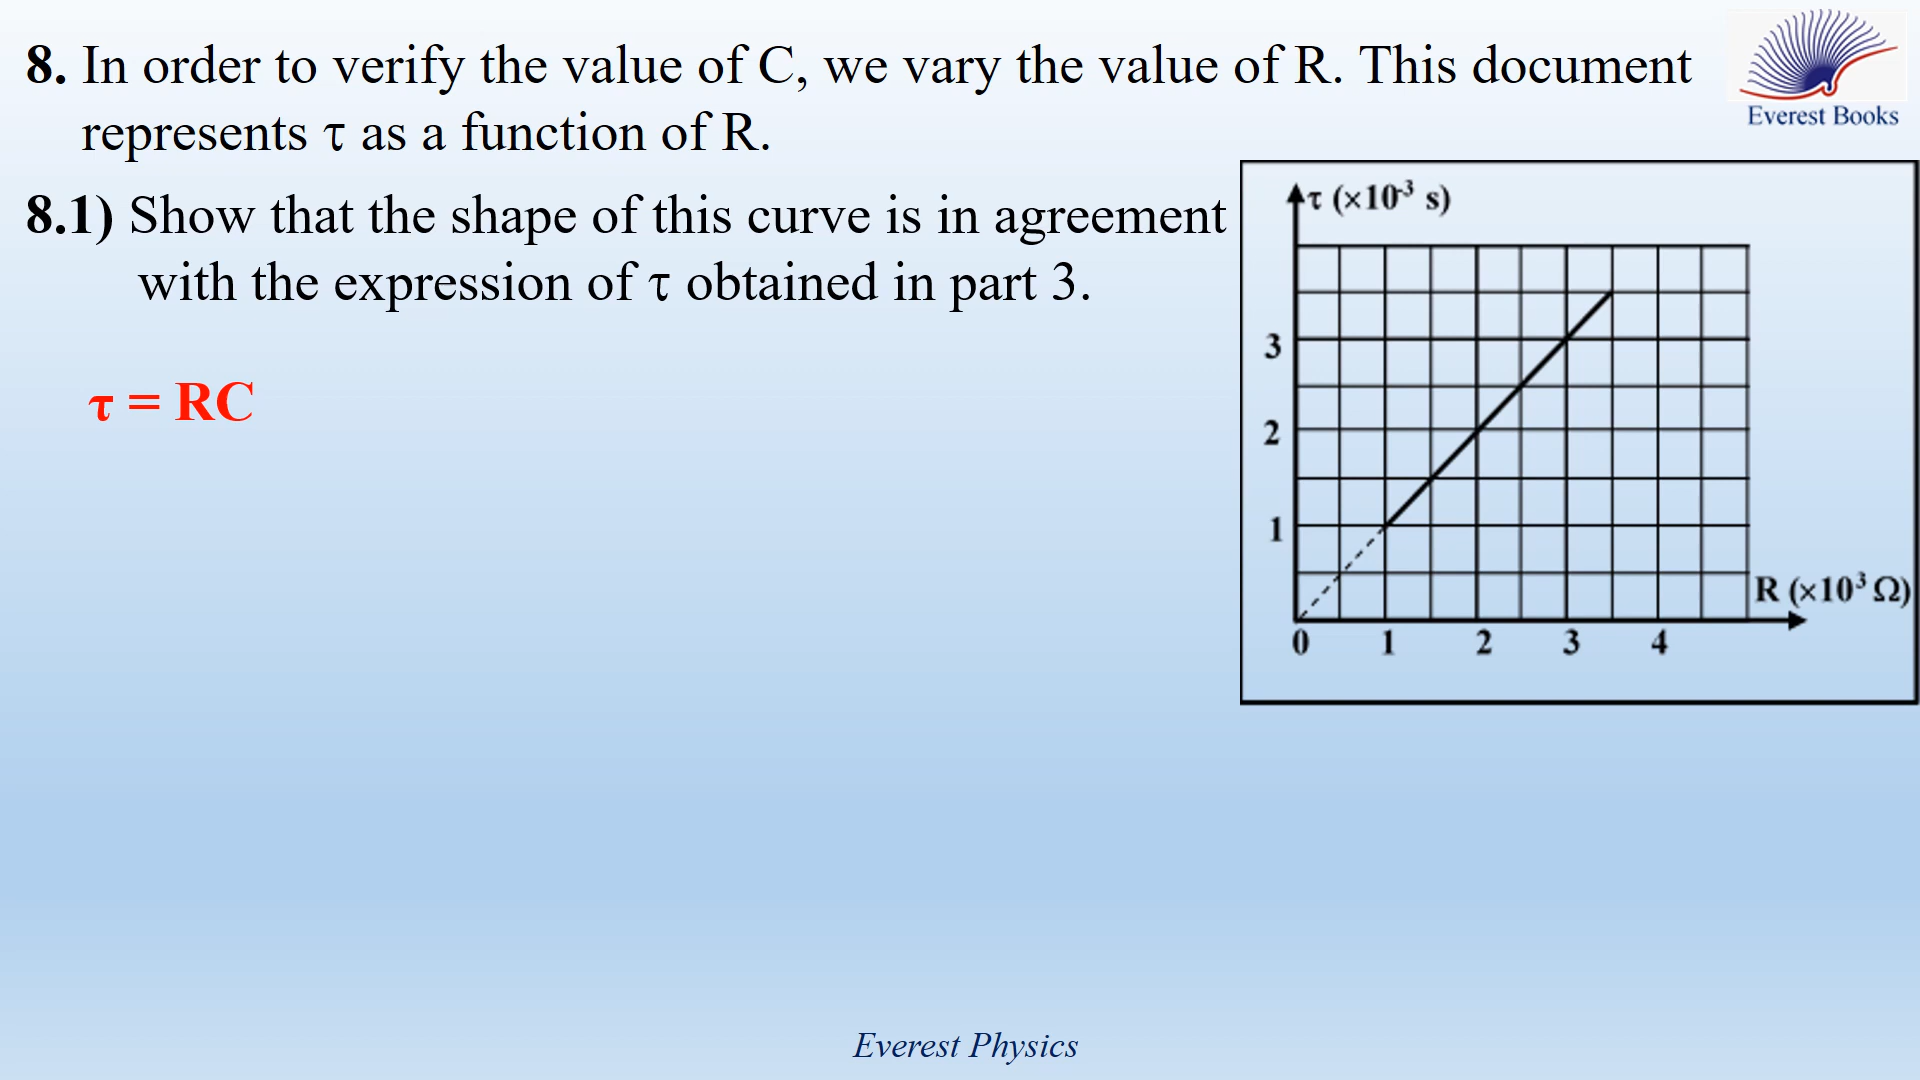 8. In order to verify the value of C, we vary the value of R. This document
represents τ as a function of R.
Everest Books
8.1) Show that the shape of this curve is in agreement
with the expression of τ obtained in part 3.
τ = RC
τ (×10⁻³ s)
3
2
1
R (×10³ Ω)
0 1 2 3 4
Everest Physics